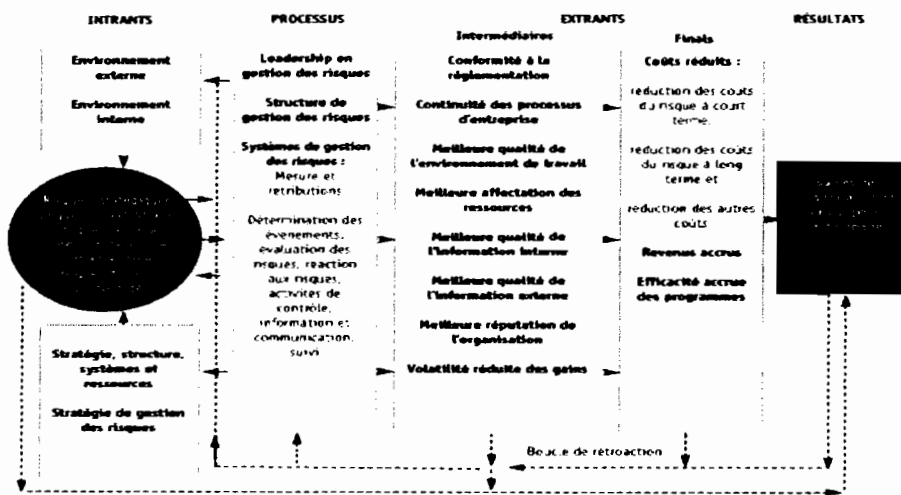 INTRANTS
PROCESSUS
EXTRANTS
RÉSULTATS
Intermédiaires
Finals
Environnement
externe
Environnement
interne
Stratégie, structure,
systèmes et
ressources
Stratégie de gestion
des risques
Leadership en
gestion des risques
Structure de
gestion des risques
Systèmes de gestion
des risques :
Mesure et
retributions
Détermination des
évenements,
évaluation des
risques, réaction
aux risques,
activités de
contrôle,
information et
communication,
suivi
Conformité à la
réglementation
Continuité des processus
d'entreprise
Meilleure qualité de
l'environnement de travail
Meilleure affectation des
ressources
Meilleure qualité de
l'information interne
Meilleure qualité de
l'information externe
Meilleure réputation de
l'organisation
Volatilité réduite des gains
Coûts réduits :
réduction des coûts
du risque à court
terme,
réduction des coûts
du risque à long
terme et
réduction des autres
coûts
Revenus accrus
Efficacité accrue
des programmes
Boucle de rétroaction